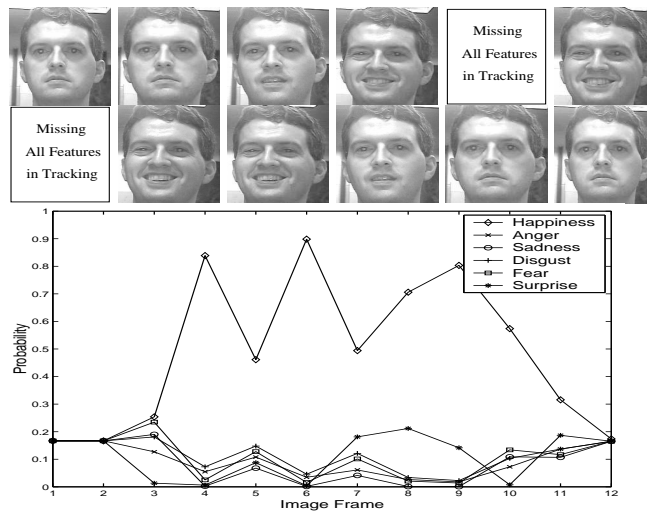 Missing
All Features
in Tracking
Missing
All Features
in Tracking
Happiness
Anger
Sadness
Disgust
Fear
Surprise
1
0.9
0.8
0.7
0.6
0.5
0.4
0.3
0.2
0.1
0
Probability
1 2 3 4 5 6 7 8 9 10 11 12
Image Frame